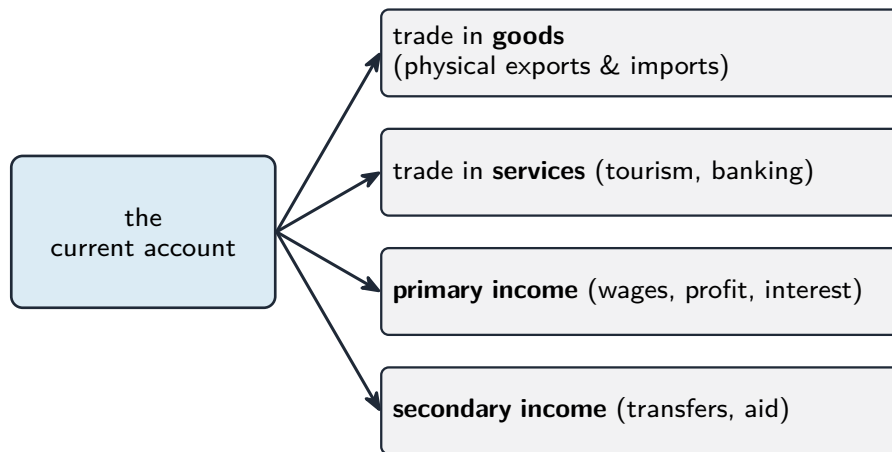 the
current account
trade in goods
(physical exports & imports)
trade in services (tourism, banking)
primary income (wages, profit, interest)
secondary income (transfers, aid)